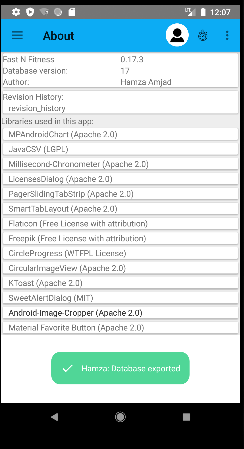 12:07
About
Fast N Fitness 0.17.3
Database version: 17
Author: Hamza Amjad
Revision History:
revision_history
Libraries used in this app:
MPAndroidChart (Apache 2.0)
JavaCSV (LGPL)
Millisecond-Chronometer (Apache 2.0)
LicensesDialog (Apache 2.0)
PagerSlidingTabStrip (Apache 2.0)
SmartTabLayout (Apache 2.0)
Flaticon (Free License with attribution)
Freepik (Free License with attribution)
CircleProgress (WTFPL License)
CircularImageView (Apache 2.0)
KToast (Apache 2.0)
SweetAlertDialog (MIT)
Android-Image-Cropper (Apache 2.0)
Material Favorite Button (Apache 2.0)
Hamza: Database exported